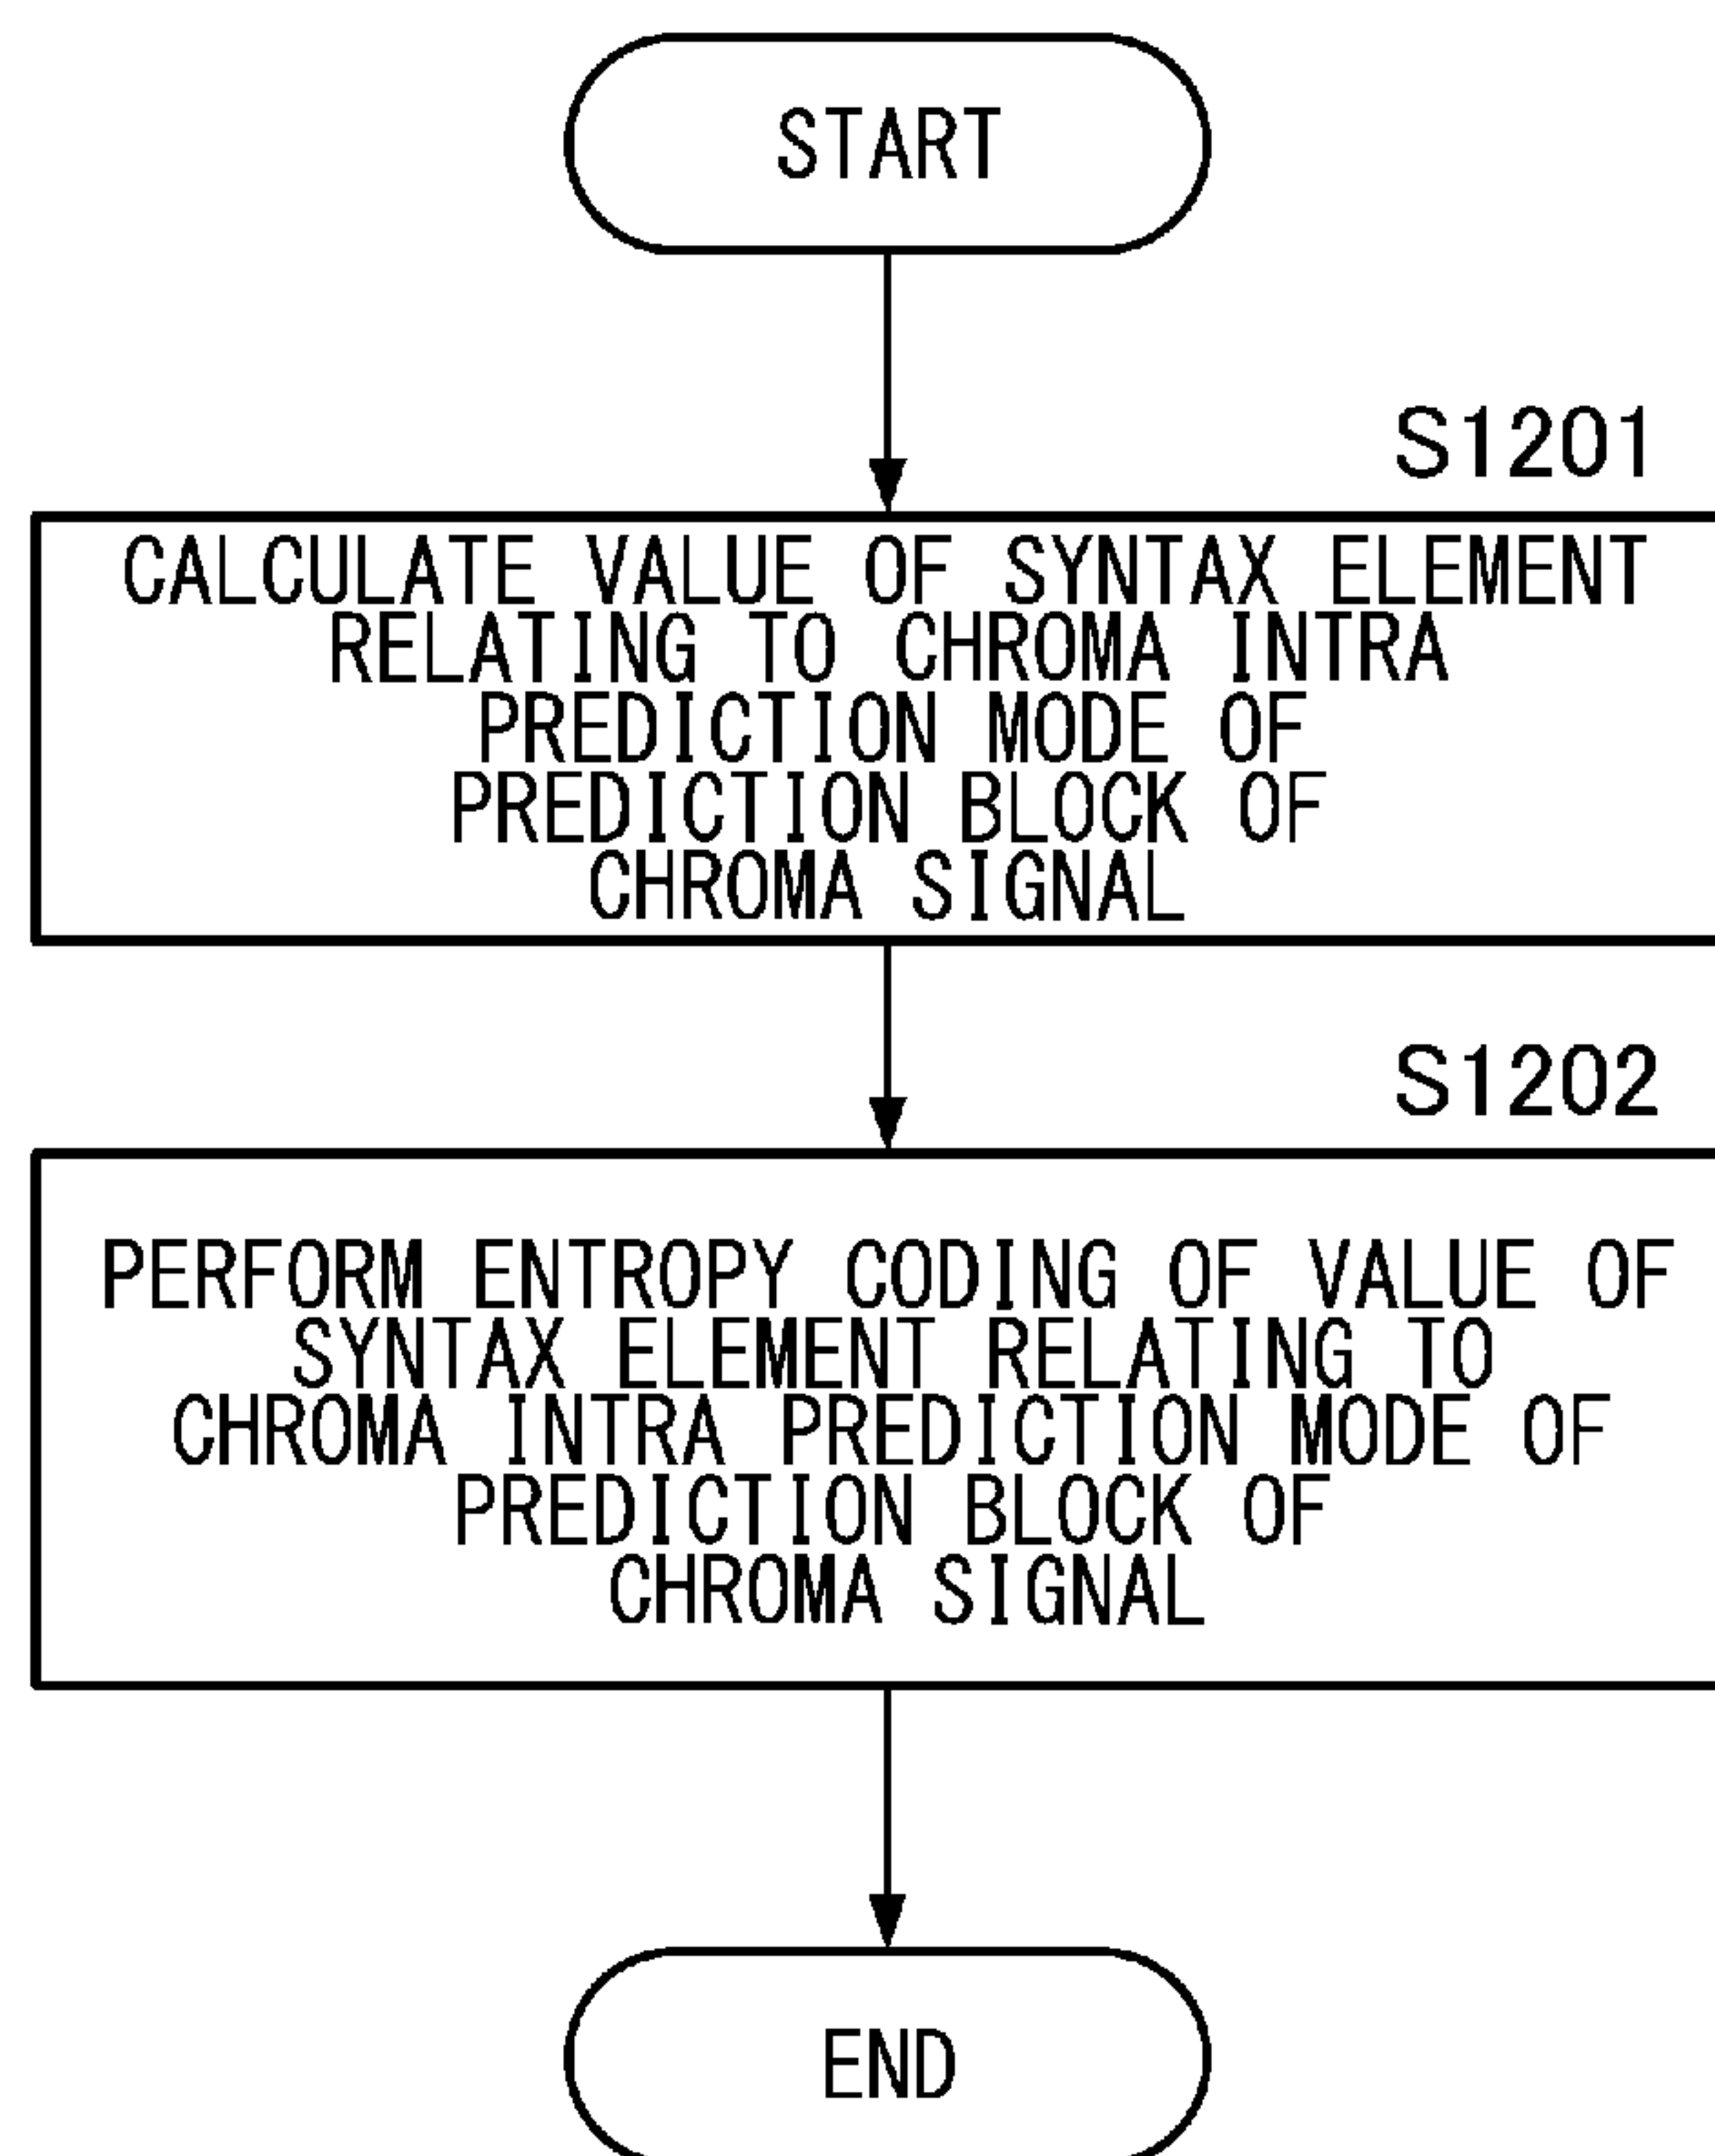 START
S1201
CALCULATE VALUE OF SYNTAX ELEMENT
RELATING TO CHROMA INTRA
PREDICTION MODE OF
PREDICTION BLOCK OF
CHROMA SIGNAL
S1202
PERFORM ENTROPY CODING OF VALUE OF
SYNTAX ELEMENT RELATING TO
CHROMA INTRA PREDICTION MODE OF
PREDICTION BLOCK OF
CHROMA SIGNAL
END